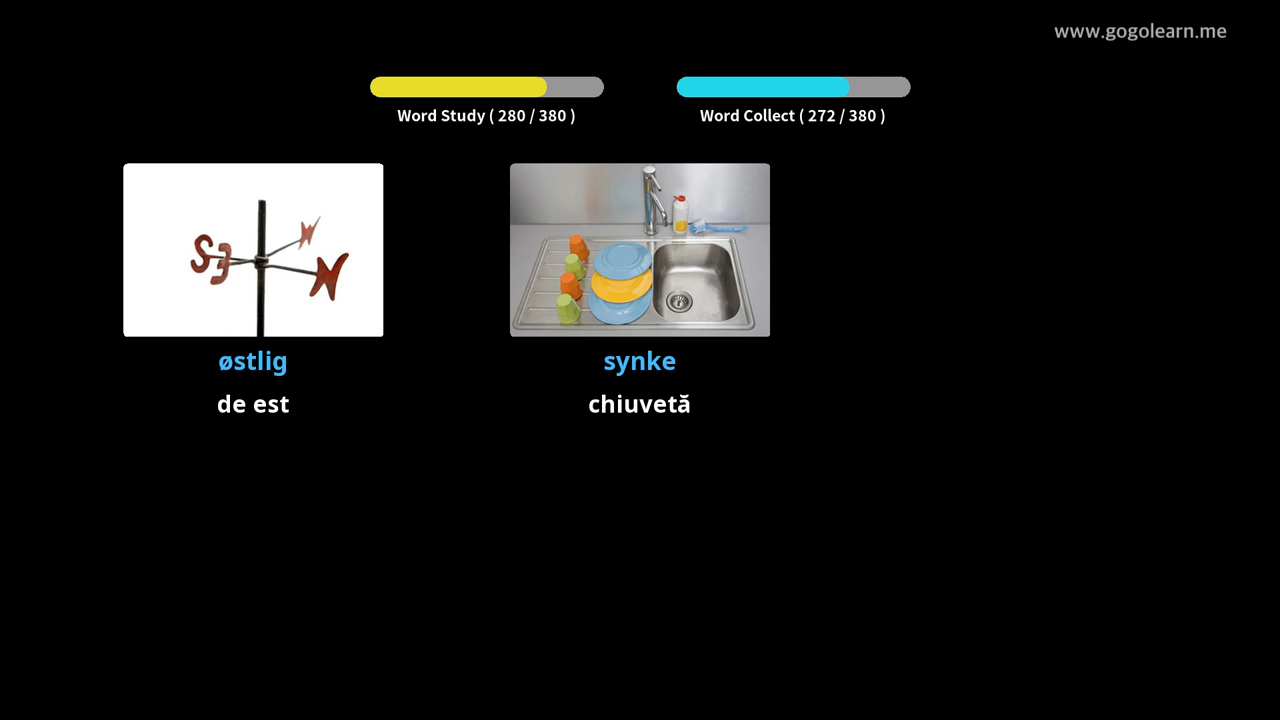 www.gogolearn.me
Word Study ( 280 / 380 )
Word Collect ( 272 / 380 )
S E N W
østlig
synke
de est
chiuvetă